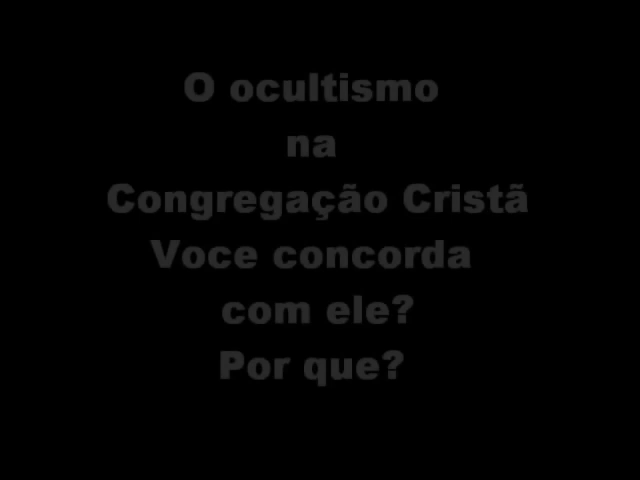 O ocultismo
na
Congregação Cristã
Voce concorda
com ele?
Por que?